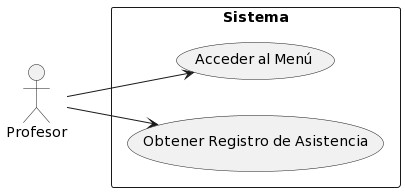 Sistema
Acceder al Menú
Profesor
Obtener Registro de Asistencia